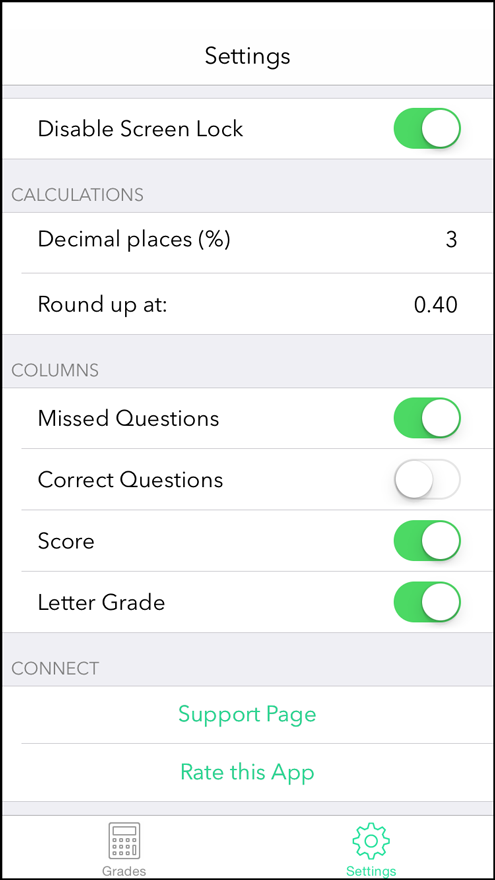 Settings
Disable Screen Lock
CALCULATIONS
Decimal places (%) 3
Round up at: 0.40
COLUMNS
Missed Questions
Correct Questions
Score
Letter Grade
CONNECT
Support Page
Rate this App
Grades Settings